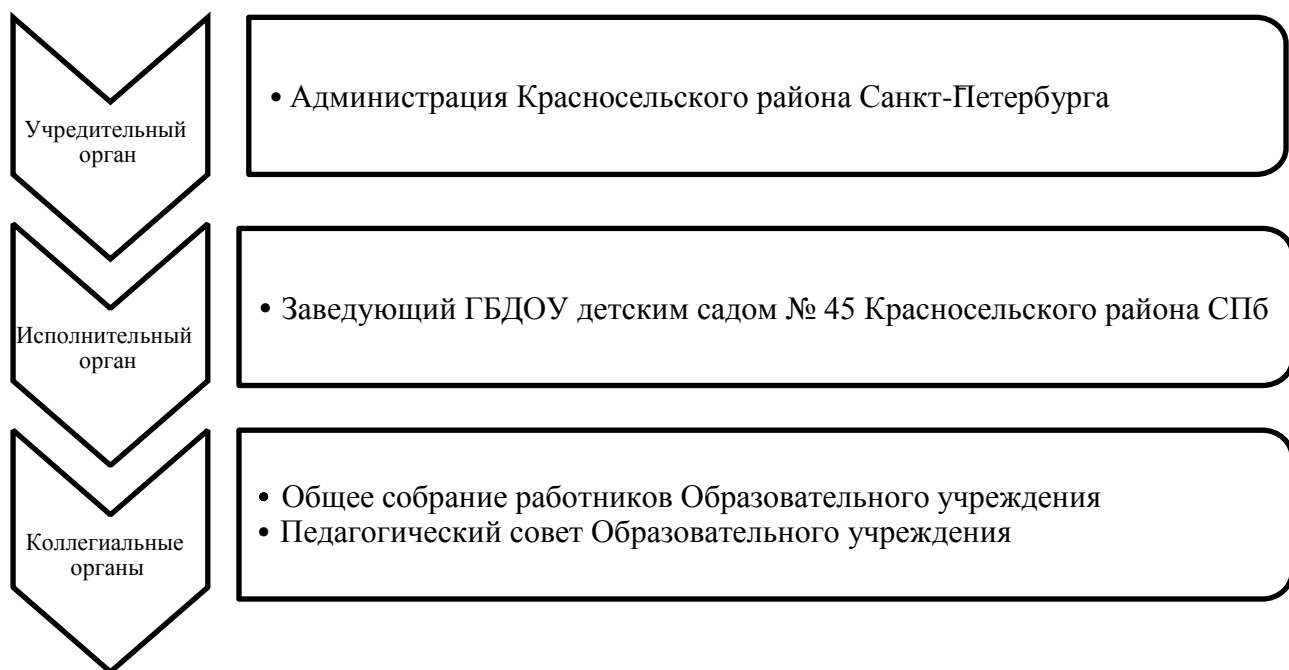 Учредительный
орган
• Администрация Красносельского района Санкт-Петербурга
Исполнительный
орган
• Заведующий ГБДОУ детским садом № 45 Красносельского района СПб
Коллегиальные
органы
• Общее собрание работников Образовательного учреждения
• Педагогический совет Образовательного учреждения